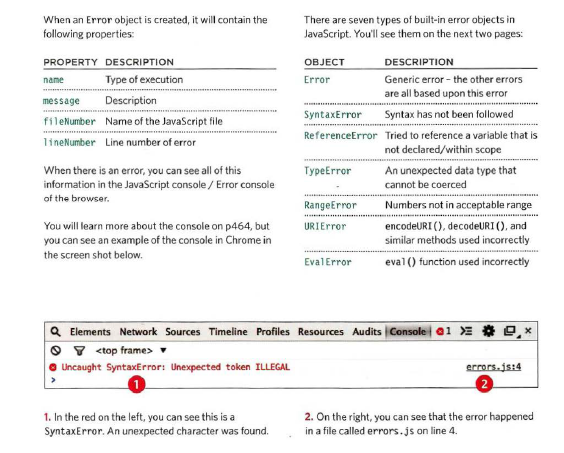 When an Error object is created, it will contain the
following properties:
PROPERTY DESCRIPTION
name Type of execution
message Description
fileNumber Name of the JavaScript file
lineNumber Line number of error
When there is an error, you can see all of this
information in the JavaScript console / Error console
of the browser.
You will learn more about the console on p464, but
you can see an example of the console in Chrome in
the screen shot below.
There are seven types of built-in error objects in
JavaScript. You'll see them on the next two pages:
OBJECT DESCRIPTION
Error Generic error - the other errors
are all based upon this error
SyntaxError Syntax has not been followed
ReferenceError Tried to reference a variable that is
not declared/within scope
TypeError An unexpected data type that
cannot be coerced
RangeError Numbers not in acceptable range
URIError encodeURI(), decodeURI(), and
similar methods used incorrectly
EvalError eval() function used incorrectly
Elements Network Sources Timeline Profiles Resources Audits Console 1
<top frame>
Uncaught SyntaxError: Unexpected token ILLEGAL errors.js:4
>
1 2
1. In the red on the left, you can see this is a
SyntaxError. An unexpected character was found.
2. On the right, you can see that the error happened
in a file called errors.js on line 4.